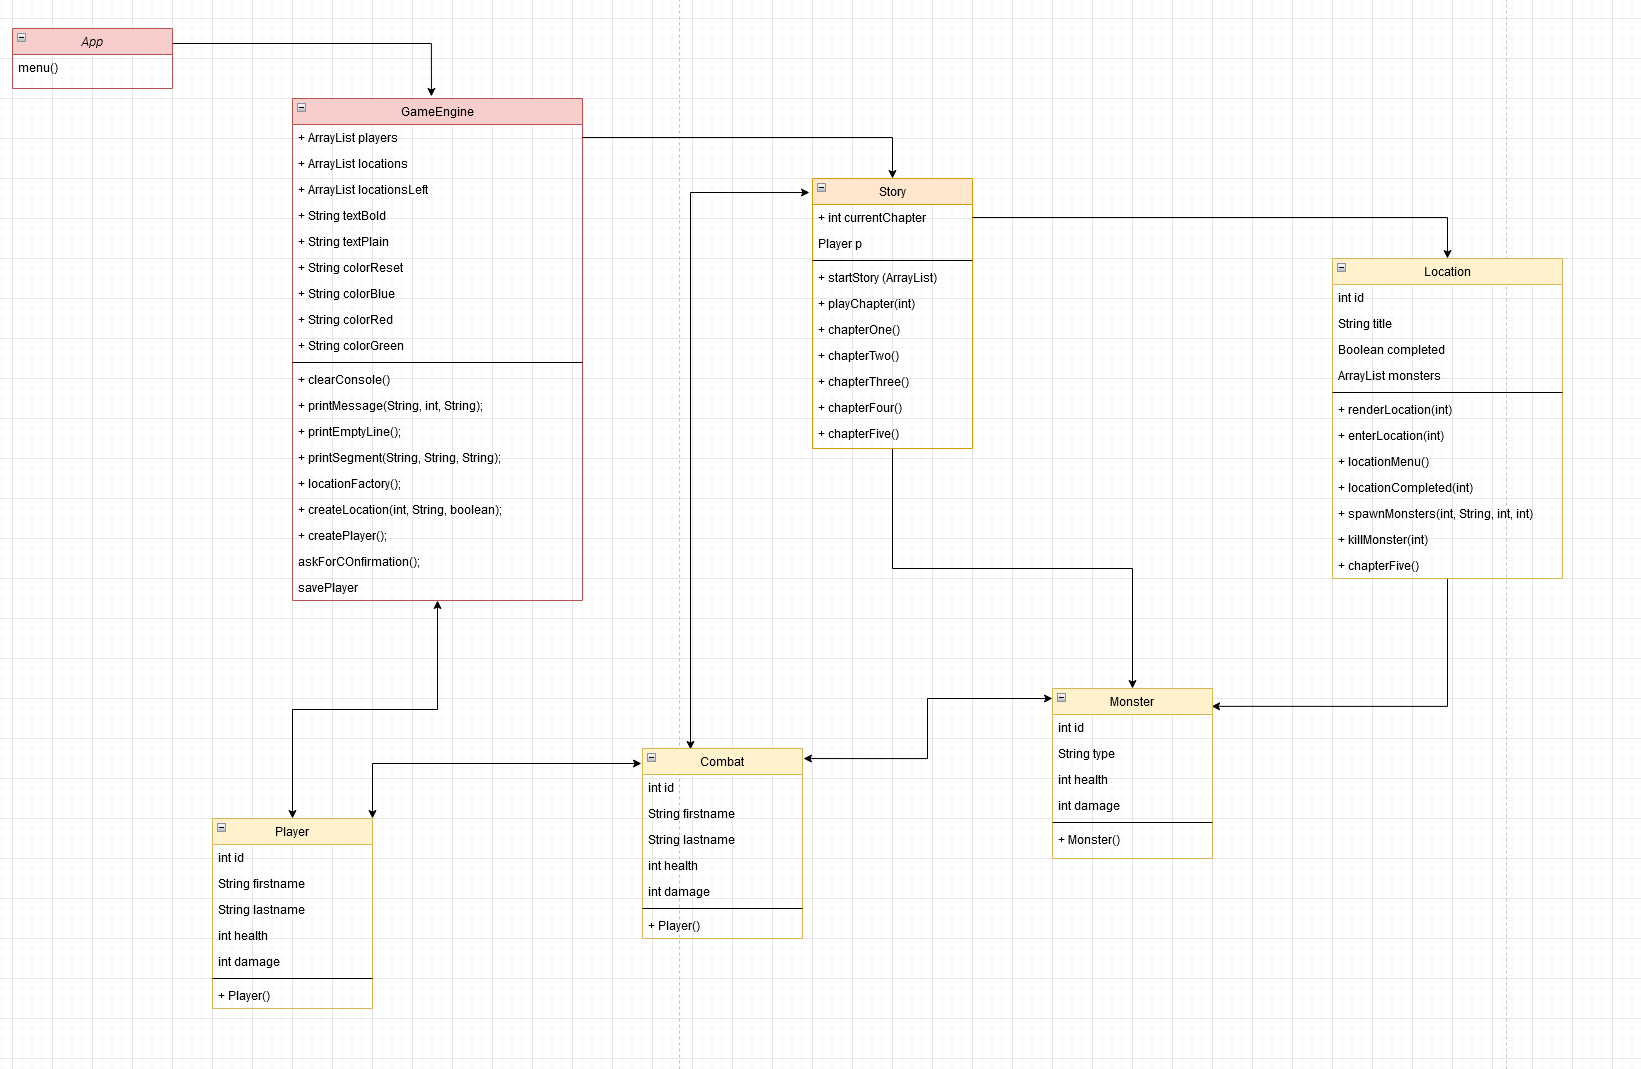 App
menu()
GameEngine
+ ArrayList players
+ ArrayList locations
+ ArrayList locationsLeft
+ String textBold
+ String textPlain
+ String colorReset
+ String colorBlue
+ String colorRed
+ String colorGreen
+ clearConsole()
+ printMessage(String, int, String);
+ printEmptyLine();
+ printSegment(String, String, String);
+ locationFactory();
+ createLocation(int, String, boolean);
+ createPlayer();
askForCOnfirmation();
savePlayer
Story
+ int currentChapter
Player p
+ startStory (ArrayList)
+ playChapter(int)
+ chapterOne()
+ chapterTwo()
+ chapterThree()
+ chapterFour()
+ chapterFive()
Location
int id
String title
Boolean completed
ArrayList monsters
+ renderLocation(int)
+ enterLocation(int)
+ locationMenu()
+ locationCompleted(int)
+ spawnMonsters(int, String, int, int)
+ killMonster(int)
+ chapterFive()
Monster
int id
String type
int health
int damage
+ Monster()
Combat
int id
String firstname
String lastname
int health
int damage
+ Player()
Player
int id
String firstname
String lastname
int health
int damage
+ Player()